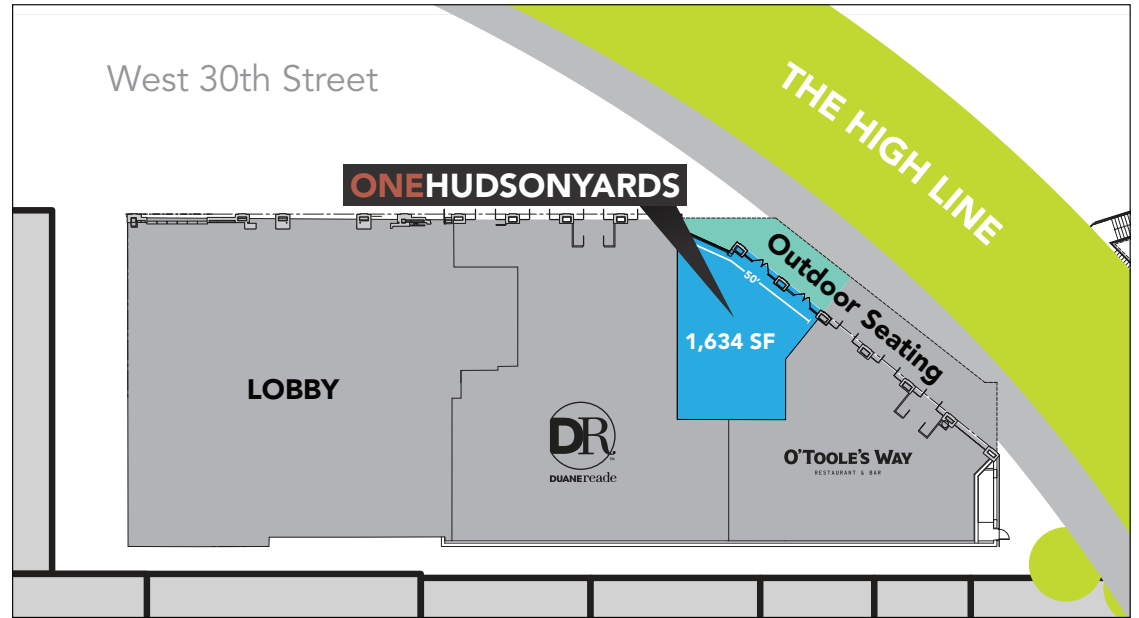 West 30th Street
THE HIGH LINE
ONEHUDSONYARDS
Outdoor Seating
50'
1,634 SF
LOBBY
DR
TM
DUANEreade
O'TOOLE'S WAY
RESTAURANT & BAR